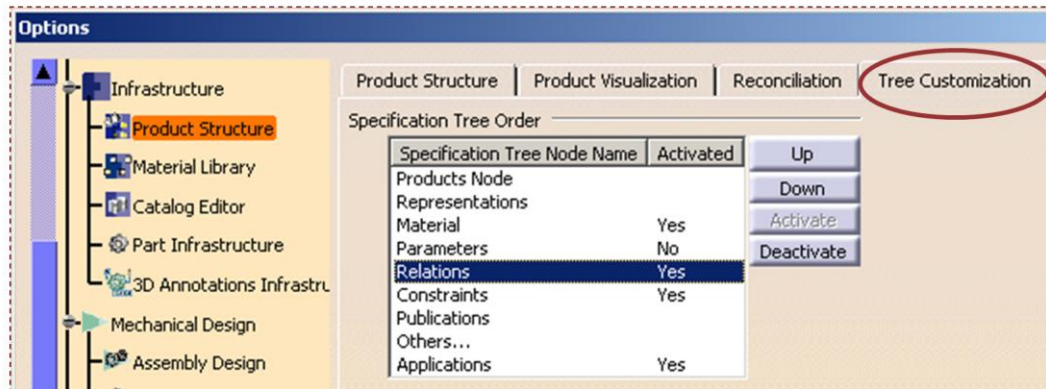 Options
Infrastructure
Product Structure
Material Library
Catalog Editor
Part Infrastructure
3D Annotations Infrastru
Mechanical Design
Assembly Design
Product Structure Product Visualization Reconciliation Tree Customization
Specification Tree Order
Specification Tree Node Name Activated
Products Node
Representations
Material Yes
Parameters No
Relations Yes
Constraints Yes
Publications
Others...
Applications Yes
Up
Down
Activate
Deactivate